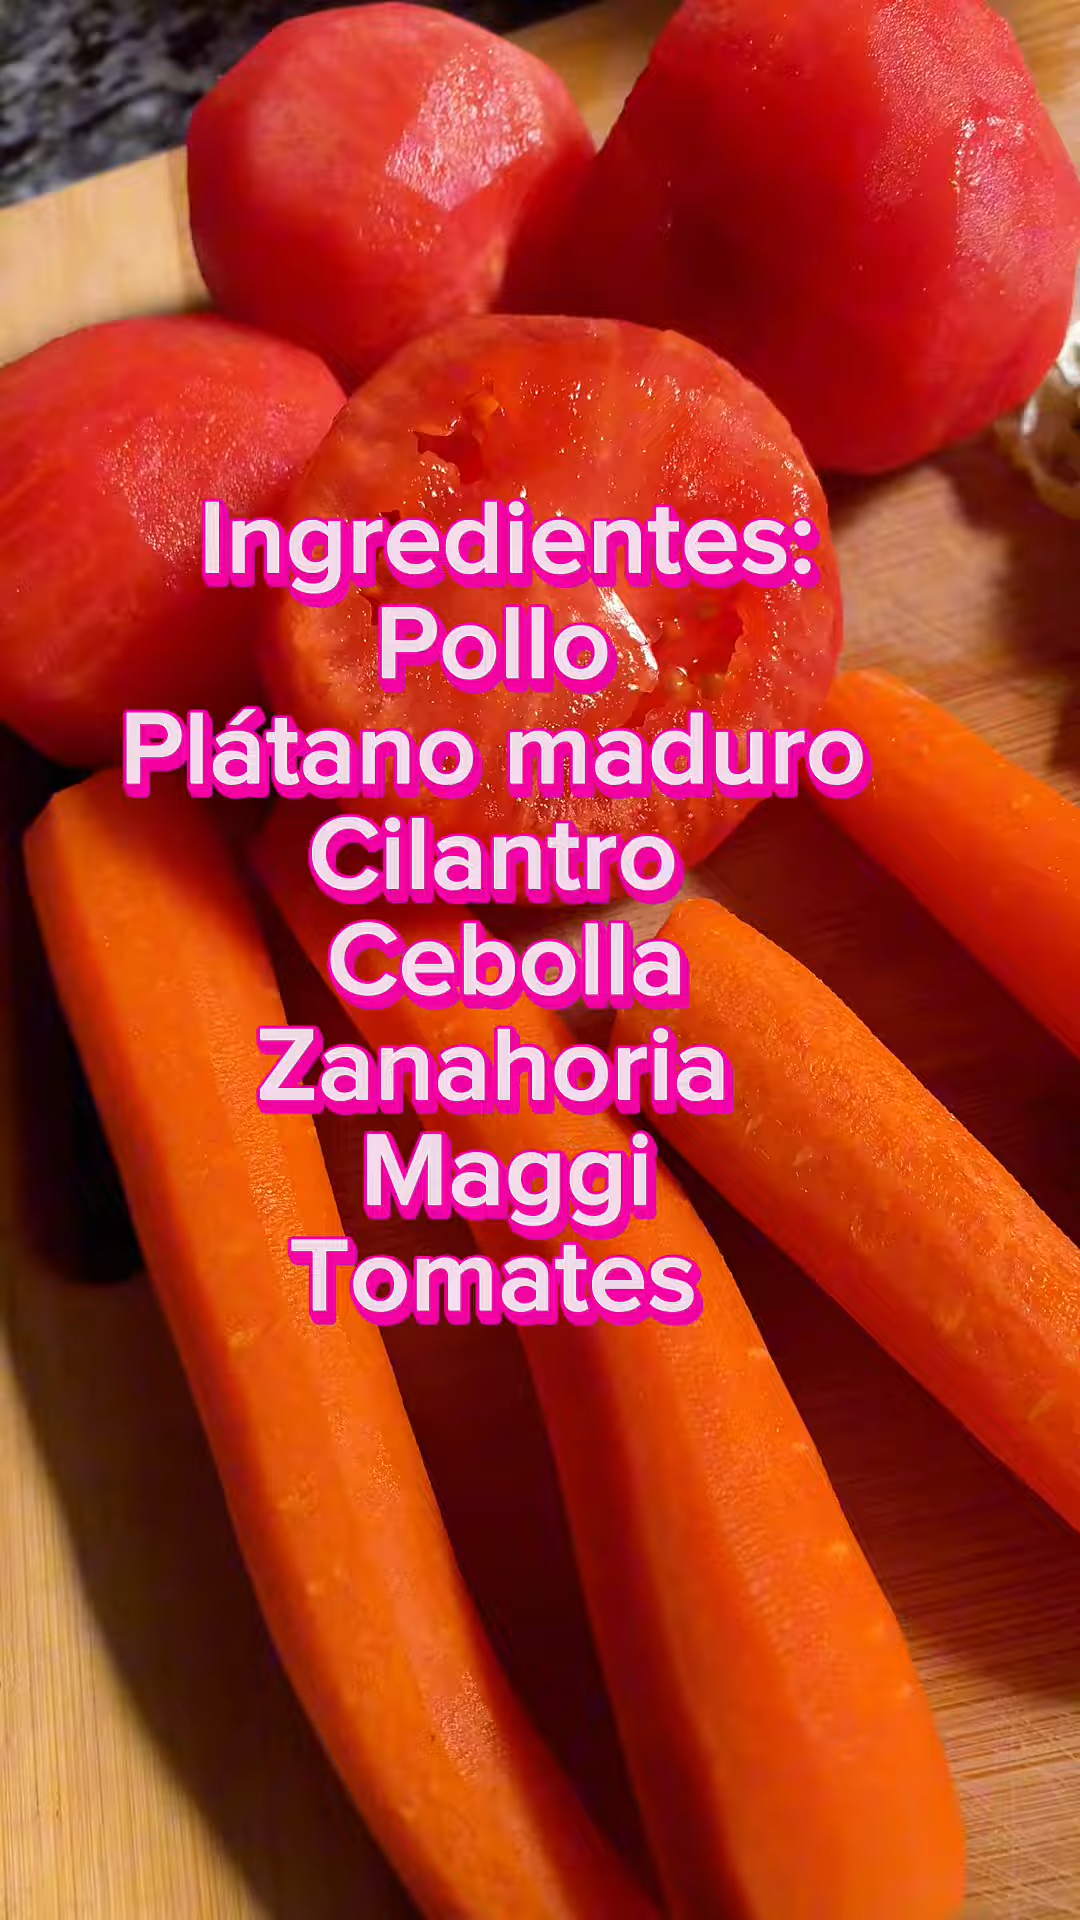 Ingredientes:
Pollo
Plátano maduro
Cilantro
Cebolla
Zanahoria
Maggi
Tomates